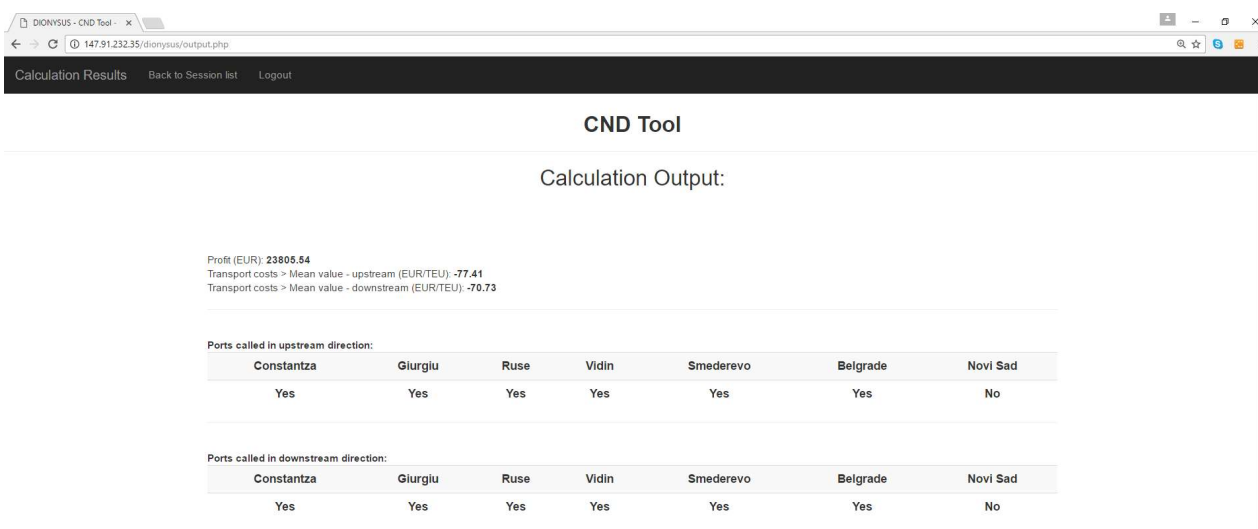 DIONYSUS - CND Tool -
147.91.232.35/dionysus/output.php
Calculation Results Back to Session list Logout
CND Tool
Calculation Output:
Profit (EUR): 23805.54
Transport costs > Mean value - upstream (EUR/TEU): -77.41
Transport costs > Mean value - downstream (EUR/TEU): -70.73
Ports called in upstream direction:
Constantza Giurgiu Ruse Vidin Smederevo Belgrade Novi Sad
Yes Yes Yes Yes Yes Yes No
Ports called in downstream direction:
Constantza Giurgiu Ruse Vidin Smederevo Belgrade Novi Sad
Yes Yes Yes Yes Yes Yes No